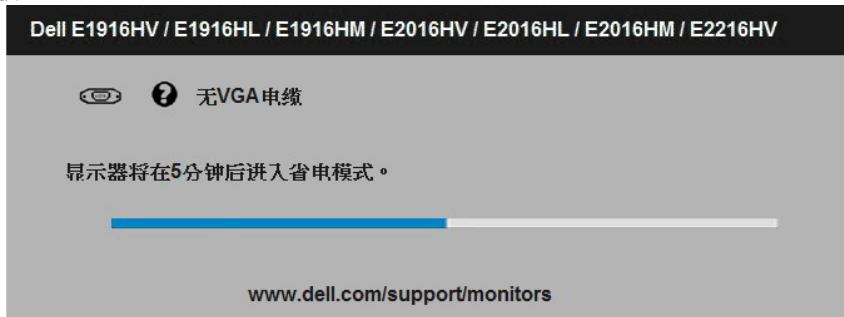 Dell E1916HV / E1916HL / E1916HM / E2016HV / E2016HL / E2016HM / E2216HV
? 无VGA电缆
显示器将在5分钟后进入省电模式。
www.dell.com/support/monitors